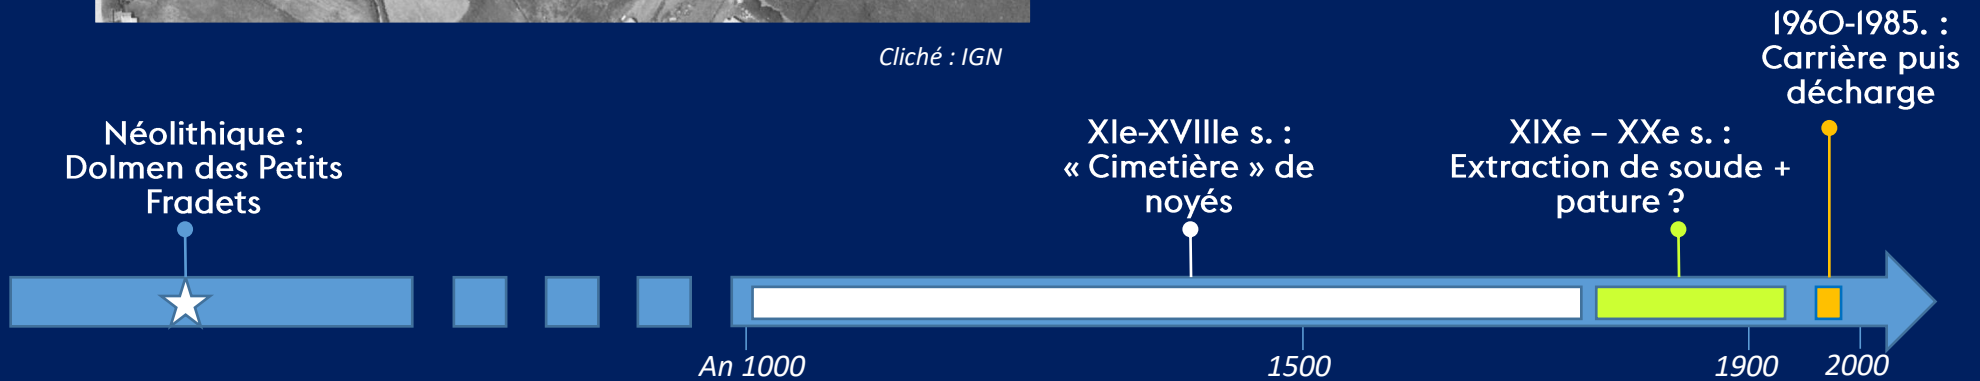 Cliché : IGN
1960-1985. :
Carrière puis
décharge
Néolithique :
Dolmen des Petits
Fradets
XIe-XVIIIe s. :
« Cimetière » de
noyés
XIXe – XXe s. :
Extraction de soude +
pature ?
An 1000
1500
1900
2000